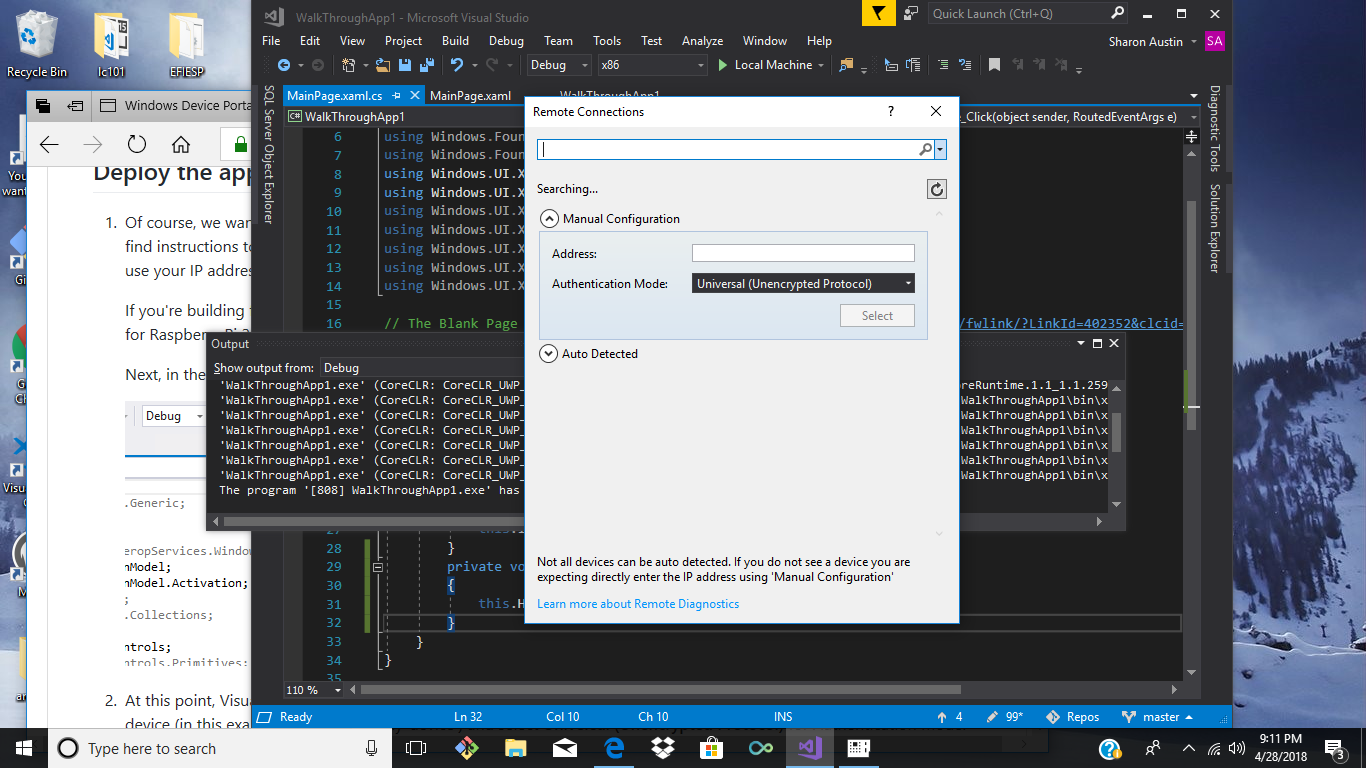 WalkThroughApp1 - Microsoft Visual Studio
Quick Launch (Ctrl+Q)
File Edit View Project Build Debug Team Tools Test Analyze Window Help
Sharon Austin SA
Debug x86 Local Machine
Recycle Bin
lc101
EFIESP
MainPage.xaml.cs MainPage.xaml WalkThroughApp1
WalkThroughApp1
_Click(object sender, RoutedEventArgs e)
SQL Server Object Explorer
Diagnostic Tools
Solution Explorer
Windows Device Porta
Deploy the app
1. Of course, we wan
find instructions to
use your IP addres
If you're building
for Raspberry
Next, in the
Debug
.Generic;
eropServices.Window
nModel;
nModel.Activation;
;
.Collections;
ntrols;
ntrols.Primitives;
2. At this point, Visua
device (in this exa
You
want
Gi
Visua
6 using Windows.Foun
7 using Windows.Foun
8 using Windows.UI.X
9 using Windows.UI.X
10 using Windows.UI.X
11 using Windows.UI.X
12 using Windows.UI.X
13 using Windows.UI.X
14 using Windows.UI.X
15
16 // The Blank Page
/fwlink/?LinkId=402352&clcid=
Remote Connections
?
Searching...
Manual Configuration
Address:
Authentication Mode: Universal (Unencrypted Protocol)
Select
Auto Detected
Not all devices can be auto detected. If you do not see a device you are
expecting directly enter the IP address using 'Manual Configuration'
Learn more about Remote Diagnostics
Output
Show output from: Debug
'WalkThroughApp1.exe' (CoreCLR: CoreCLR_UWP_ oreRuntime.1.1_1.1.259
'WalkThroughApp1.exe' (CoreCLR: CoreCLR_UWP_ WalkThroughApp1\bin\x
'WalkThroughApp1.exe' (CoreCLR: CoreCLR_UWP_ WalkThroughApp1\bin\x
'WalkThroughApp1.exe' (CoreCLR: CoreCLR_UWP_ WalkThroughApp1\bin\x
'WalkThroughApp1.exe' (CoreCLR: CoreCLR_UWP_ WalkThroughApp1\bin\x
'WalkThroughApp1.exe' (CoreCLR: CoreCLR_UWP_ WalkThroughApp1\bin\x
'WalkThroughApp1.exe' (CoreCLR: CoreCLR_UWP_ WalkThroughApp1\bin\x
The program '[808] WalkThroughApp1.exe' has
28 }
29 private vo
30 {
31 this.H
32 }
33 }
34 }
35
110 %
Ready Ln 32 Col 10 Ch 10 INS 4 99* Repos master
Type here to search
9:11 PM
4/28/2018
3